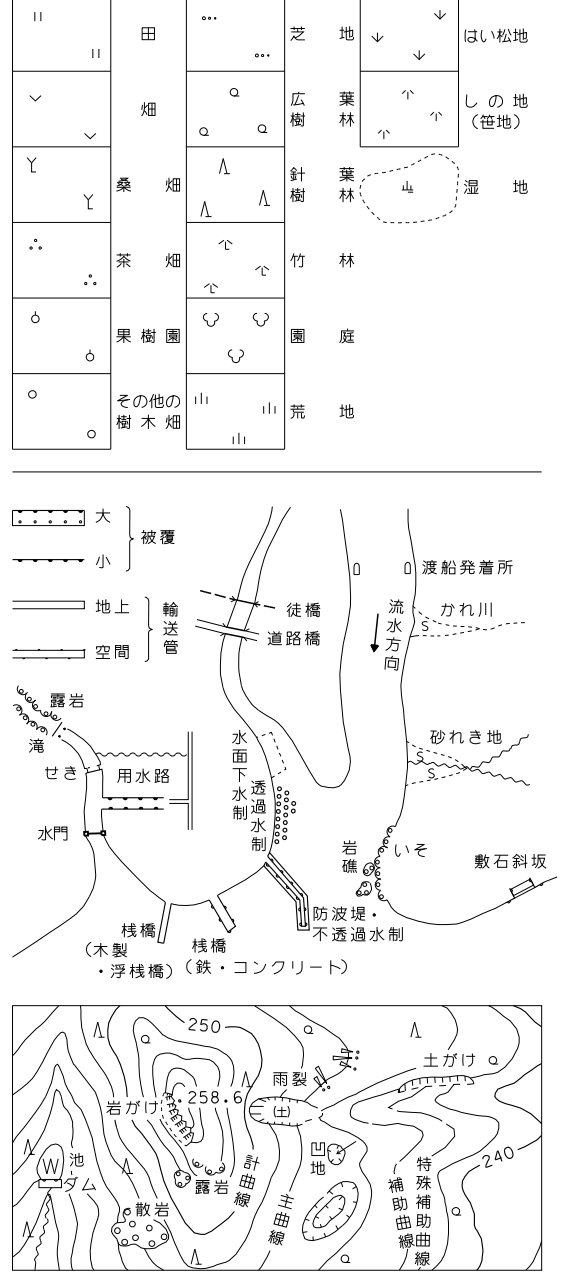 田
芝 地
はい松地
畑
広 葉
樹 林
しの地
（笹地）
桑 畑
針 葉
樹 林
湿 地
茶 畑
竹 林
果樹園
園 庭
その他の
樹木畑
荒 地
大
小
被覆
地上
空間
輸送管
徒橋
道路橋
渡船発着所
流水方向
かれ川
S
砂れき地
S
S
露岩
滝
せき
用水路
水門
水面下水制
透過水制
岩礁
いそ
敷石斜坂
桟橋
（木製
・浮桟橋）
桟橋
（鉄・コンクリート）
防波堤・
不透過水制
250
土がけ
雨裂
岩がけ
258.6
（土）
凹地
240
池
W
ダム
散岩
露岩
計曲線
主曲線
補助曲線
特殊補助曲線